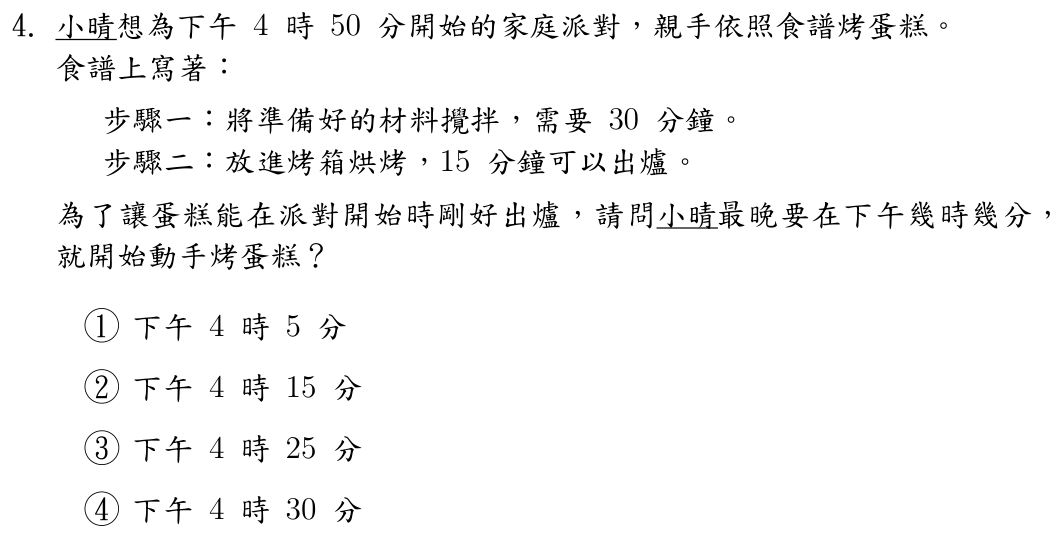 4. 小晴想為下午 4 時 50 分開始的家庭派對，親手依照食譜烤蛋糕。
食譜上寫著：
步驟一：將準備好的材料攪拌，需要 30 分鐘。
步驟二：放進烤箱烘烤，15 分鐘可以出爐。
為了讓蛋糕能在派對開始時剛好出爐，請問小晴最晚要在下午幾時幾分，
就開始動手烤蛋糕？
① 下午 4 時 5 分
② 下午 4 時 15 分
③ 下午 4 時 25 分
④ 下午 4 時 30 分